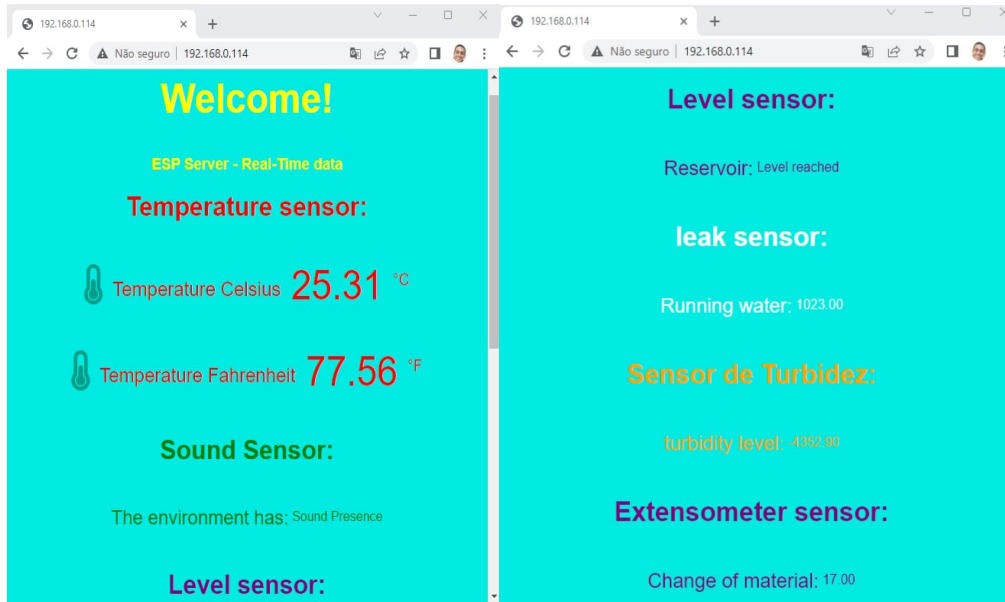 192.168.0.114
Não seguro
192.168.0.114
Welcome!
ESP Server - Real-Time data
Temperature sensor:
Temperature Celsius 25.31 °C
Temperature Fahrenheit 77.56 °F
Sound Sensor:
The environment has: Sound Presence
Level sensor:
192.168.0.114
Não seguro
192.168.0.114
Level sensor:
Reservoir: Level reached
leak sensor:
Running water: 1023.00
Sensor de Turbidez:
turbidity level: -4352.90
Extensometer sensor:
Change of material: 17.00